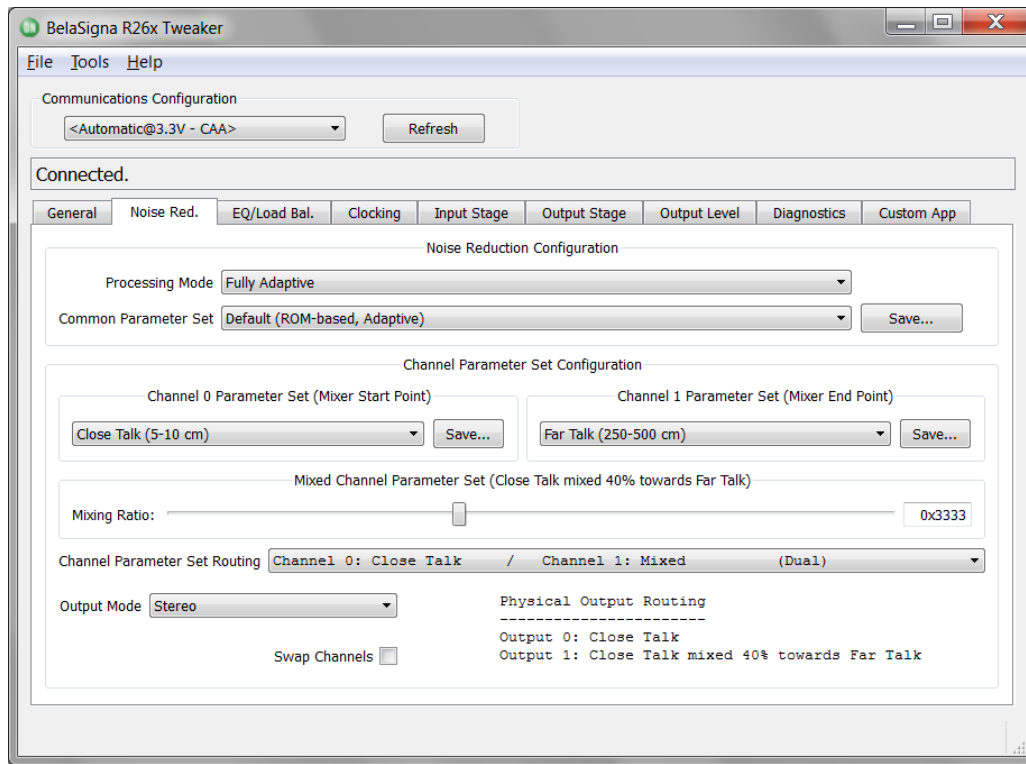 BelaSigna R26x Tweaker
File Tools Help
Communications Configuration
<Automatic@3.3V - CAA> Refresh
Connected.
General Noise Red. EQ/Load Bal. Clocking Input Stage Output Stage Output Level Diagnostics Custom App
Noise Reduction Configuration
Processing Mode Fully Adaptive
Common Parameter Set Default (ROM-based, Adaptive) Save...
Channel Parameter Set Configuration
Channel 0 Parameter Set (Mixer Start Point) Channel 1 Parameter Set (Mixer End Point)
Close Talk (5-10 cm) Save... Far Talk (250-500 cm) Save...
Mixed Channel Parameter Set (Close Talk mixed 40% towards Far Talk)
Mixing Ratio: 0x3333
Channel Parameter Set Routing Channel 0: Close Talk / Channel 1: Mixed (Dual)
Output Mode Stereo Physical Output Routing
-----------------------
Output 0: Close Talk
Swap Channels Output 1: Close Talk mixed 40% towards Far Talk